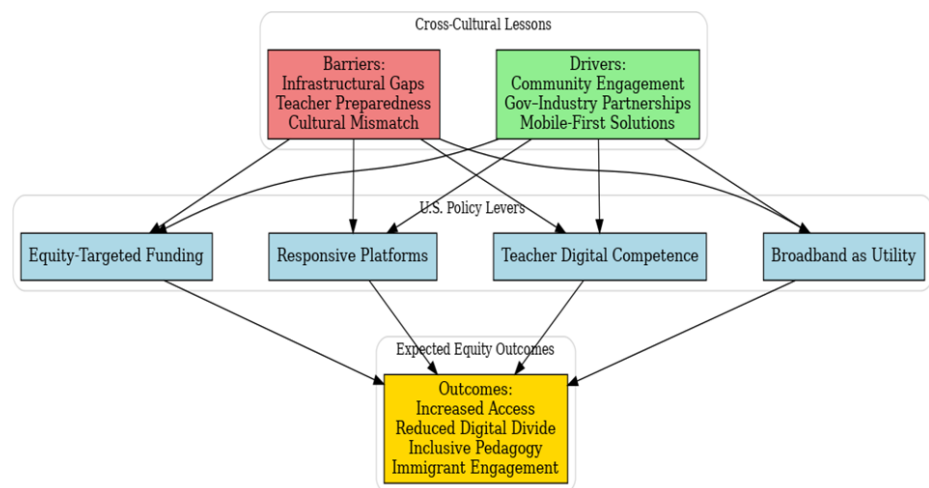 Cross-Cultural Lessons
Barriers:
Infrastructural Gaps
Teacher Preparedness
Cultural Mismatch
Drivers:
Community Engagement
Gov–Industry Partnerships
Mobile-First Solutions
U.S. Policy Levers
Equity-Targeted Funding
Responsive Platforms
Teacher Digital Competence
Broadband as Utility
Expected Equity Outcomes
Outcomes:
Increased Access
Reduced Digital Divide
Inclusive Pedagogy
Immigrant Engagement